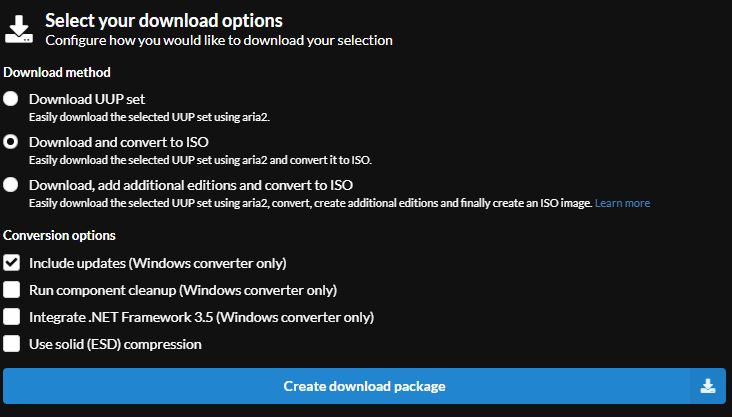 Select your download options
Configure how you would like to download your selection
Download method
Download UUP set
Easily download the selected UUP set using aria2.
Download and convert to ISO
Easily download the selected UUP set using aria2 and convert it to ISO.
Download, add additional editions and convert to ISO
Easily download the selected UUP set using aria2, convert, create additional editions and finally create an ISO image. Learn more
Conversion options
Include updates (Windows converter only)
Run component cleanup (Windows converter only)
Integrate .NET Framework 3.5 (Windows converter only)
Use solid (ESD) compression
Create download package